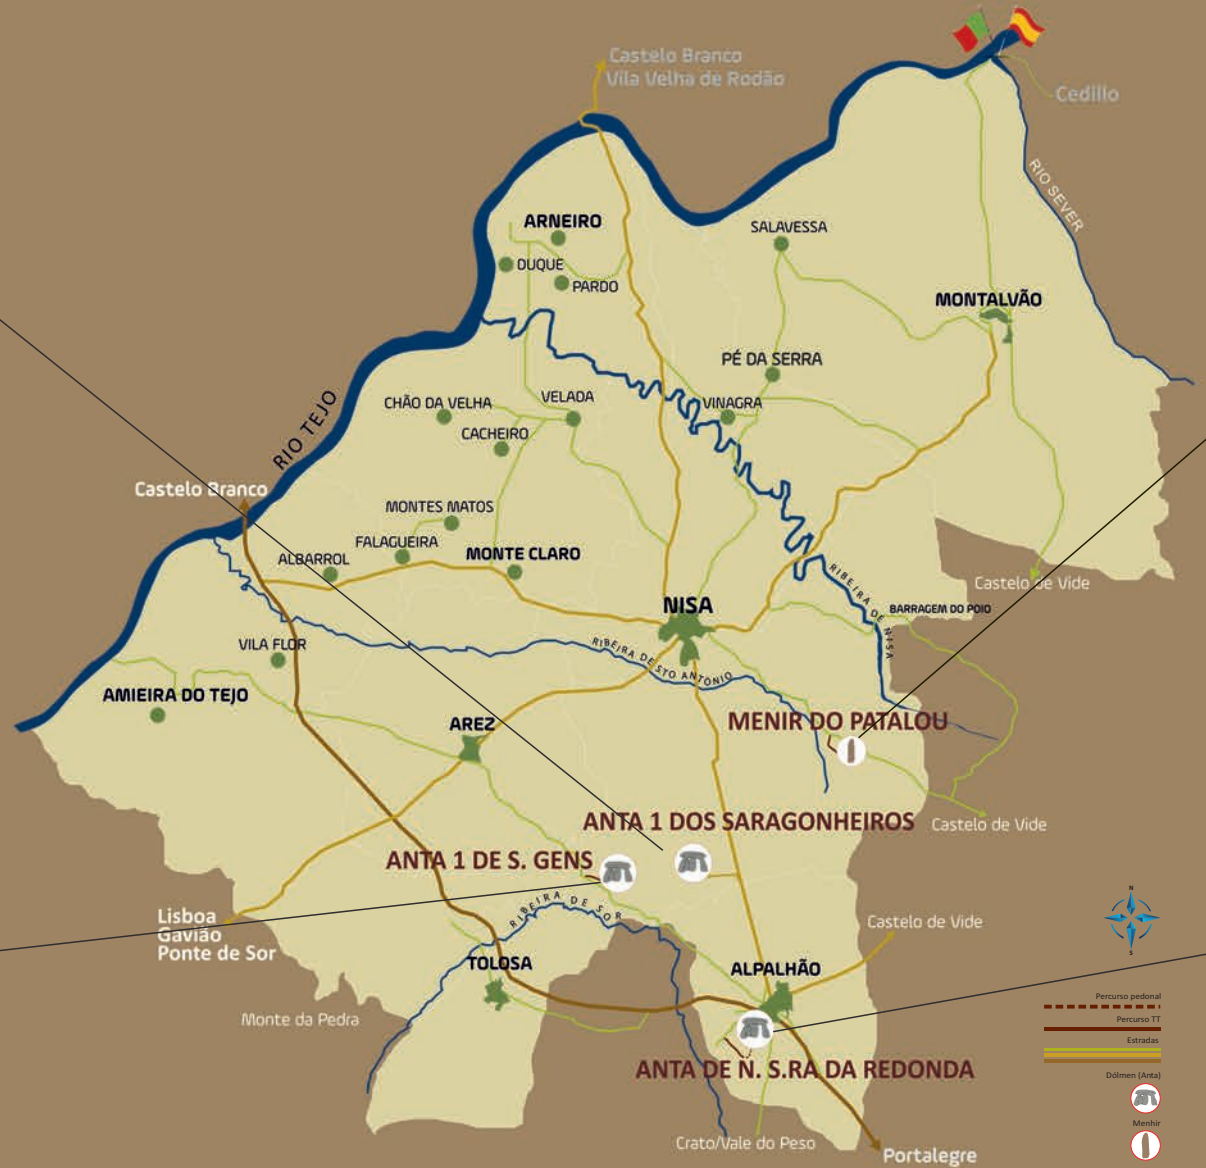 Castelo Branco
Vila Velha de Rodão
Cedillo
RIO SEVER
ARNEIRO
SALAVESSA
DUQUE
PARDO
MONTALVÃO
PÉ DA SERRA
CHÃO DA VELHA
VELADA
VINAGRA
CACHEIRO
RIO TEJO
Castelo Branco
MONTES MATOS
FALAGUEIRA
ALBARROL
MONTE CLARO
Castelo de Vide
RIBEIRA DE NISA
NISA
BARRAGEM DO POIO
VILA FLOR
RIBEIRA DE STO ANTÓNIO
AMIEIRA DO TEJO
AREZ
MENIR DO PATALOU
ANTA 1 DOS SARAGONHEIROS
Castelo de Vide
ANTA 1 DE S. GENS
RIBEIRA DE SOR
Lisboa
Gavião
Ponte de Sor
Castelo de Vide
N
S
TOLOSA
ALPALHÃO
Monte da Pedra
ANTA DE N. S.RA DA REDONDA
Crato/Vale do Peso
Portalegre
Percurso pedonal
Percurso TT
Estradas
Dólmen (Anta)
Menhir